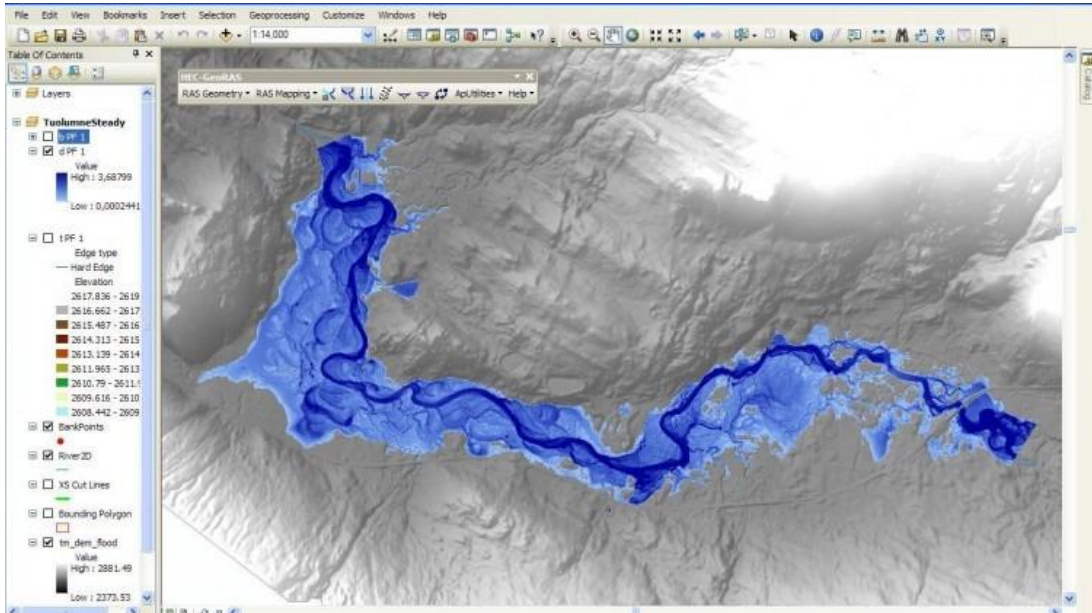 File Edit View Bookmarks Insert Selection Geoprocessing Customize Windows Help
1:14,000
Table Of Contents
HEC-GeoRAS
RAS Geometry RAS Mapping ApUtilities Help
Layers
TuolumneSteady
b PF 1
d PF 1
Value
High : 3,68799
Low : 0,0002441
t PF 1
Edge type
Hard Edge
Elevation
2617.836 - 2619
2616.662 - 2617
2615.487 - 2616
2614.313 - 2615
2613.139 - 2614
2611.965 - 2613
2610.79 - 2611.9
2609.616 - 2610
2608.442 - 2609
BankPoints
River2D
XS Cut Lines
Bounding Polygon
tm_dem_flood
Value
High : 2881.49
Low : 2373.53
Catalog